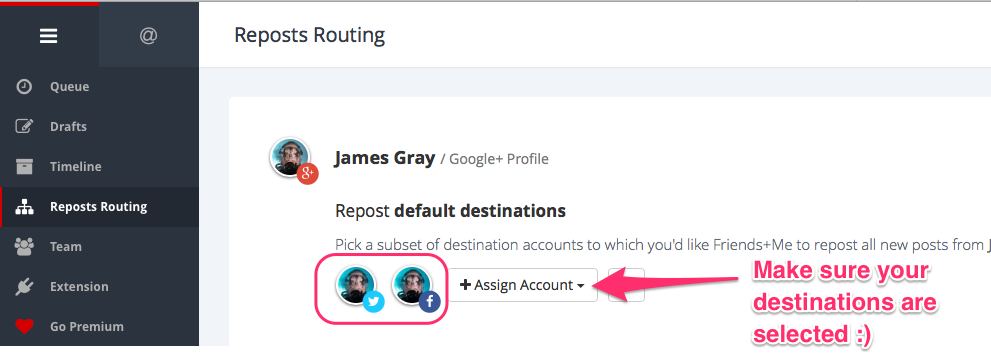 @
Reposts Routing
Queue
Drafts
Timeline
Reposts Routing
Team
Extension
Go Premium
James Gray / Google+ Profile
g+
Repost default destinations
Pick a subset of destination accounts to which you'd like Friends+Me to repost all new posts from J
f
+ Assign Account
Make sure your
destinations are
selected :)